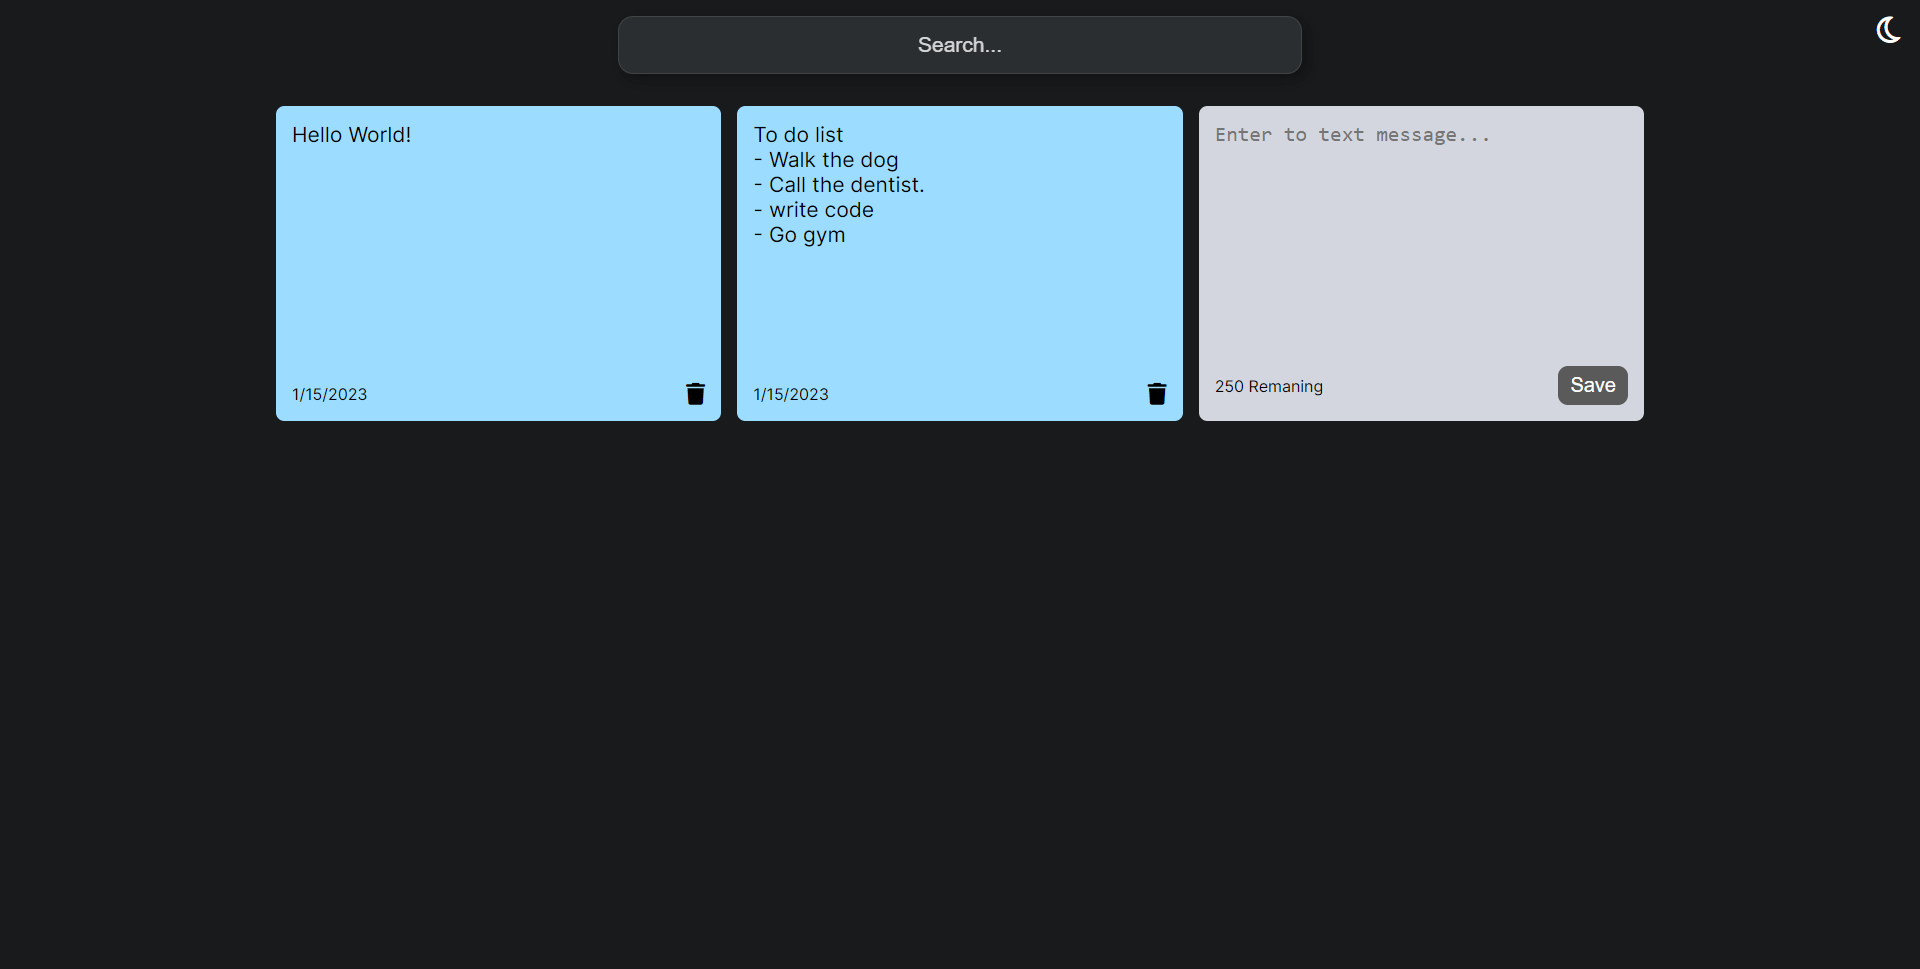 Search...
Hello World!
1/15/2023
To do list
- Walk the dog
- Call the dentist.
- write code
- Go gym
1/15/2023
Enter to text message...
250 Remaning
Save